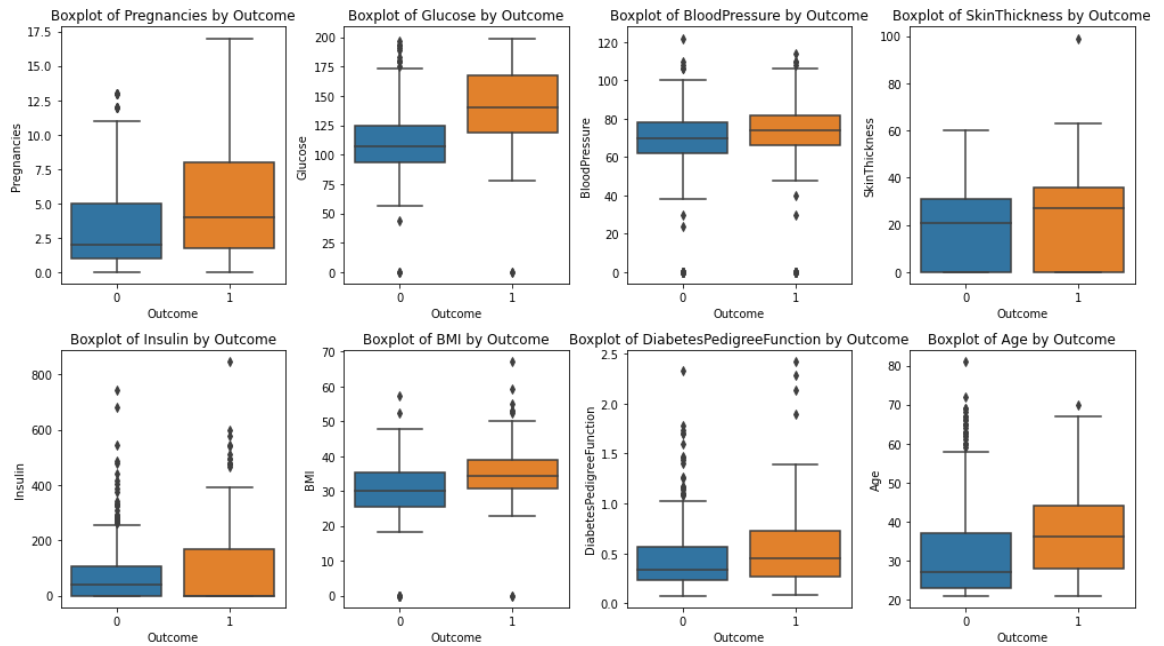 Boxplot of Pregnancies by Outcome
17.5
15.0
12.5
10.0
7.5
5.0
2.5
0.0
Pregnancies
0 1
Outcome
Boxplot of Glucose by Outcome
200
175
150
125
100
75
50
25
0
Glucose
0 1
Outcome
Boxplot of BloodPressure by Outcome
120
100
80
60
40
20
0
BloodPressure
0 1
Outcome
Boxplot of SkinThickness by Outcome
100
80
60
40
20
0
SkinThickness
0 1
Outcome
Boxplot of Insulin by Outcome
800
600
400
200
0
Insulin
0 1
Outcome
Boxplot of BMI by Outcome
70
60
50
40
30
20
10
0
BMI
0 1
Outcome
Boxplot of DiabetesPedigreeFunction by Outcome
2.5
2.0
1.5
1.0
0.5
0.0
DiabetesPedigreeFunction
0 1
Outcome
Boxplot of Age by Outcome
80
70
60
50
40
30
20
Age
0 1
Outcome